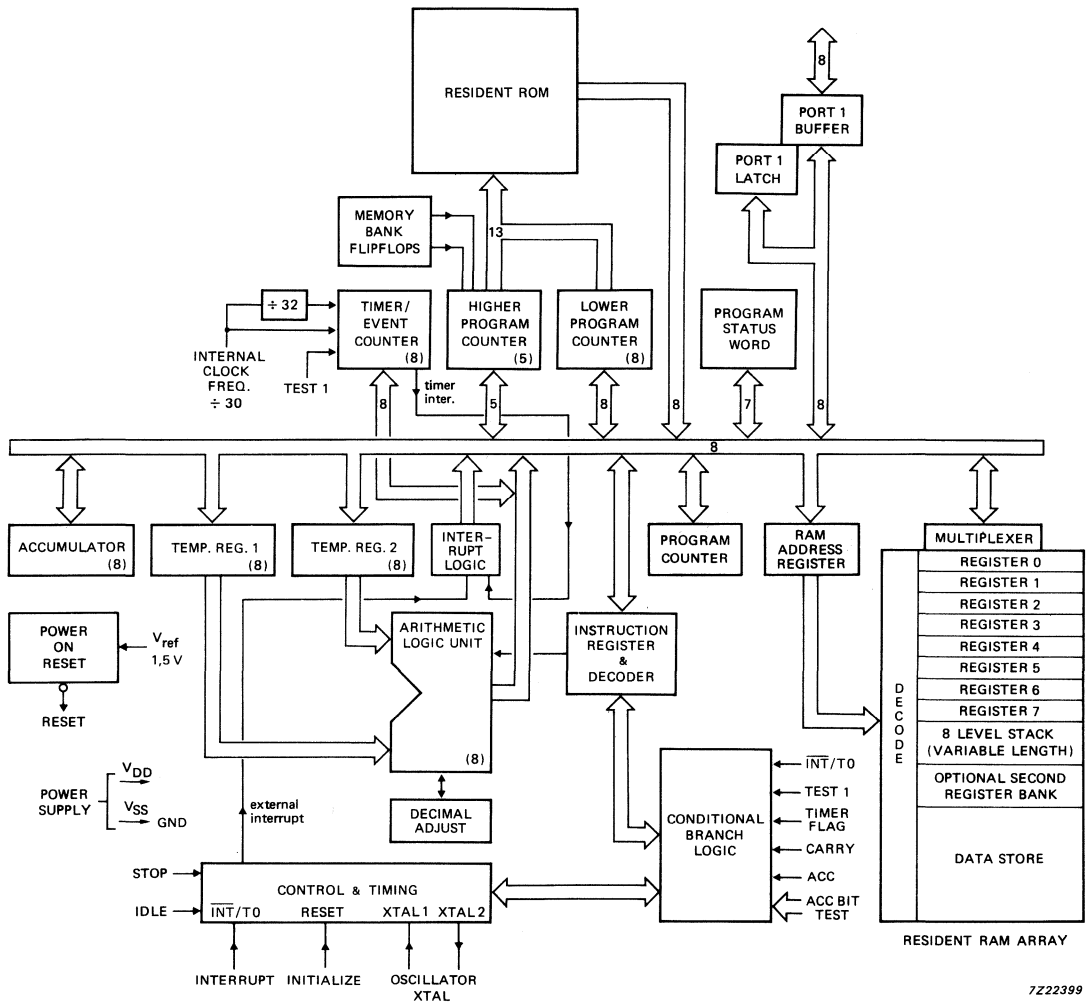 RESIDENT ROM
8
PORT 1
BUFFER
PORT 1
LATCH
MEMORY
BANK
FLIPFLOPS
13
÷ 32
TIMER/
EVENT
COUNTER
(8)
HIGHER
PROGRAM
COUNTER
(5)
LOWER
PROGRAM
COUNTER
(8)
PROGRAM
STATUS
WORD
INTERNAL
CLOCK
FREQ.
÷ 30
TEST 1
timer
inter.
8
5
8
8
7
8
8
ACCUMULATOR
(8)
TEMP. REG. 1
(8)
TEMP. REG. 2
(8)
INTER-
RUPT
LOGIC
PROGRAM
COUNTER
RAM
ADDRESS
REGISTER
MULTIPLEXER
REGISTER 0
REGISTER 1
REGISTER 2
REGISTER 3
REGISTER 4
REGISTER 5
REGISTER 6
REGISTER 7
8 LEVEL STACK
(VARIABLE LENGTH)
OPTIONAL SECOND
REGISTER BANK
DATA STORE
DECODE
RESIDENT RAM ARRAY
POWER
ON
RESET
Vref
1,5 V
RESET
ARITHMETIC
LOGIC UNIT
(8)
INSTRUCTION
REGISTER
&
DECODER
POWER
SUPPLY
VDD
VSS
GND
external
interrupt
DECIMAL
ADJUST
CONDITIONAL
BRANCH
LOGIC
INT/T0
TEST 1
TIMER
FLAG
CARRY
ACC
ACC BIT
TEST
STOP
IDLE
CONTROL & TIMING
INT/T0 RESET XTAL 1 XTAL 2
INTERRUPT INITIALIZE OSCILLATOR
XTAL
7Z22399